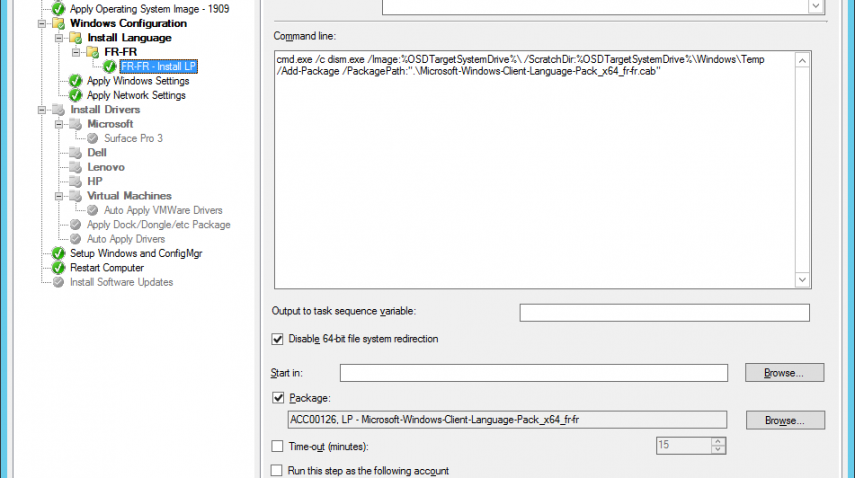 Apply Operating System Image - 1909
Windows Configuration
Install Language
FR-FR
FR-FR - Install LP
Apply Windows Settings
Apply Network Settings
Install Drivers
Microsoft
Surface Pro 3
Dell
Lenovo
HP
Virtual Machines
Auto Apply VMWare Drivers
Apply Dock/Dongle/etc Package
Auto Apply Drivers
Setup Windows and ConfigMgr
Restart Computer
Install Software Updates
Command line:
cmd.exe /c dism.exe /Image:%OSDTargetSystemDrive%\ /ScratchDir:%OSDTargetSystemDrive%\Windows\Temp
/Add-Package /PackagePath:".\Microsoft-Windows-Client-Language-Pack_x64_fr-fr.cab"
Output to task sequence variable:
Disable 64-bit file system redirection
Start in:
Browse...
Package:
ACC00126, LP - Microsoft-Windows-Client-Language-Pack_x64_fr-fr
Browse...
Time-out (minutes):
15
Run this step as the following account